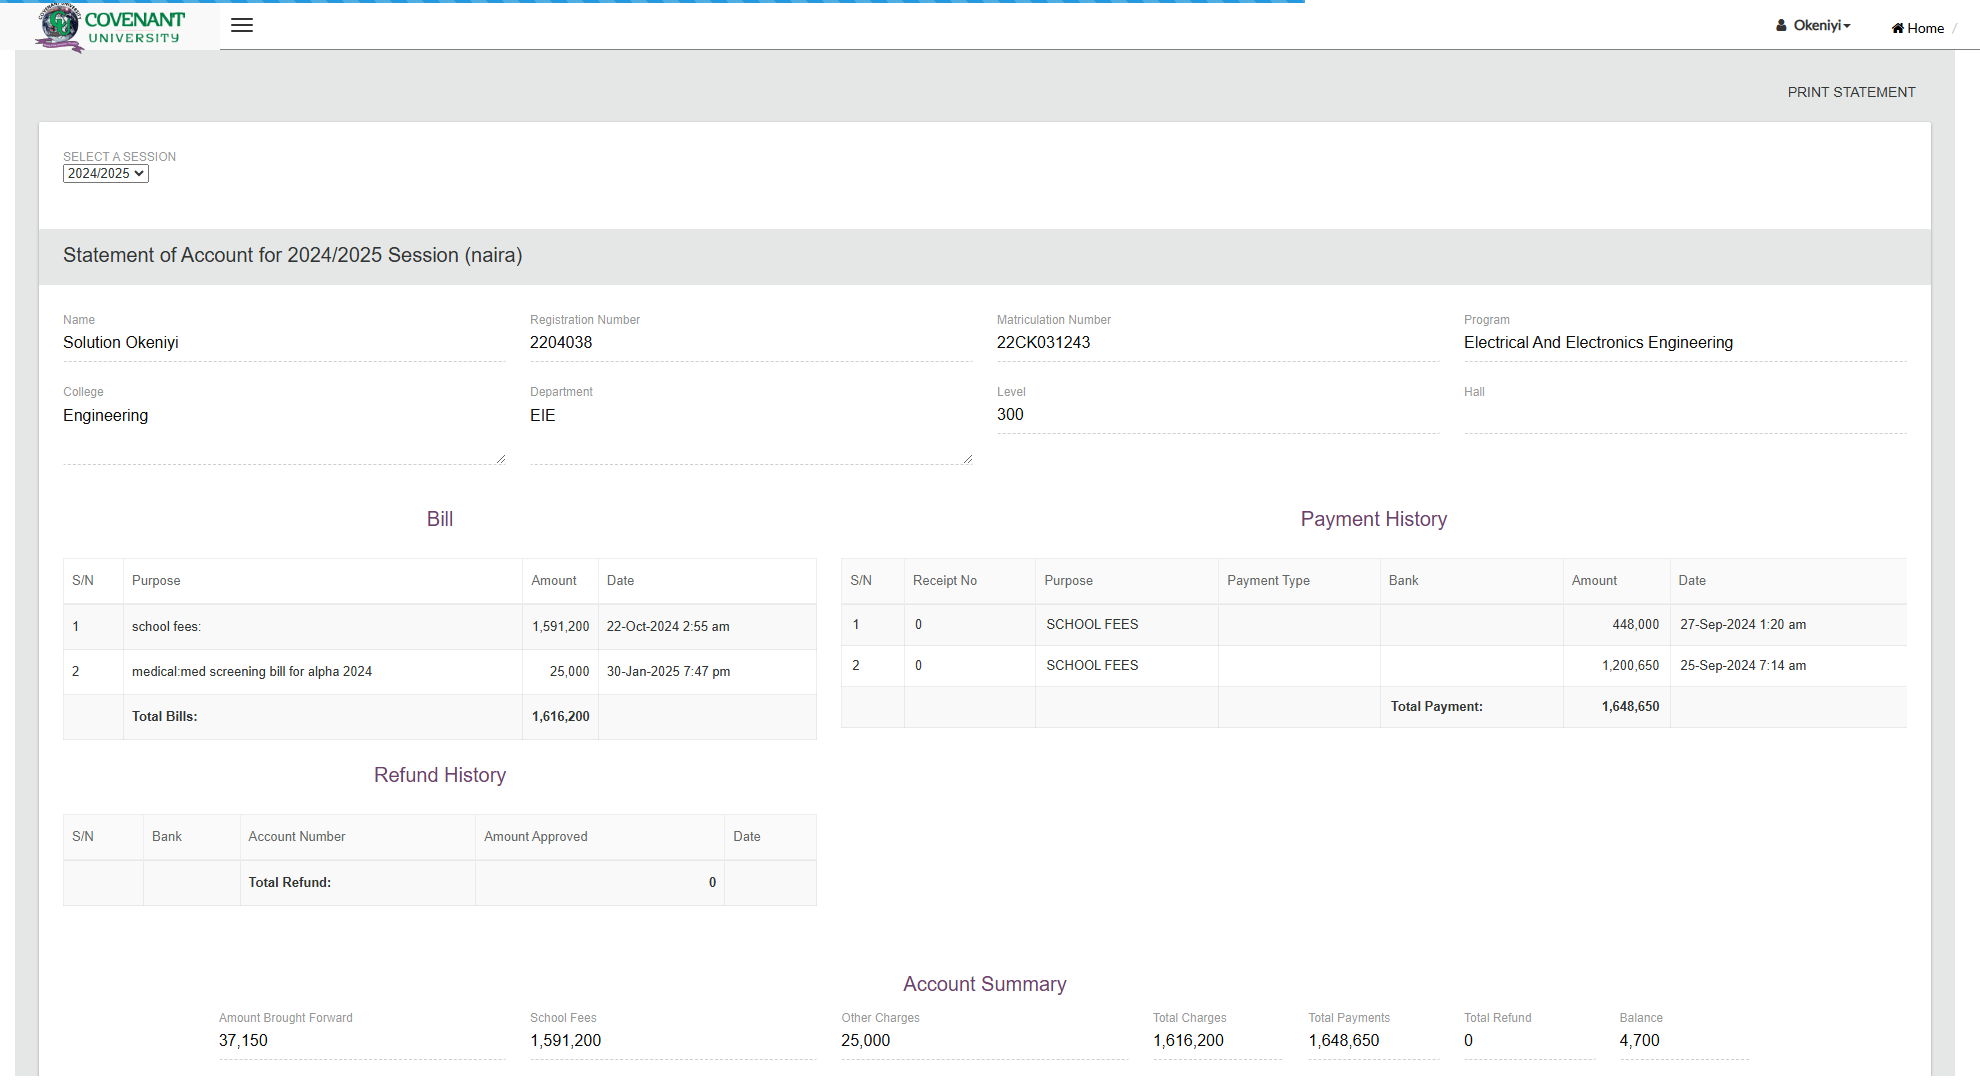 COVENANT
UNIVERSITY
Okeniyi
Home /
PRINT STATEMENT
SELECT A SESSION
2024/2025
Statement of Account for 2024/2025 Session (naira)
Name
Solution Okeniyi
Registration Number
2204038
Matriculation Number
22CK031243
Program
Electrical And Electronics Engineering
College
Engineering
Department
EIE
Level
300
Hall
Bill
S/N Purpose Amount Date
1 school fees: 1,591,200 22-Oct-2024 2:55 am
2 medical:med screening bill for alpha 2024 25,000 30-Jan-2025 7:47 pm
Total Bills: 1,616,200
Payment History
S/N Receipt No Purpose Payment Type Bank Amount Date
1 0 SCHOOL FEES 448,000 27-Sep-2024 1:20 am
2 0 SCHOOL FEES 1,200,650 25-Sep-2024 7:14 am
Total Payment: 1,648,650
Refund History
S/N Bank Account Number Amount Approved Date
Total Refund: 0
Account Summary
Amount Brought Forward
37,150
School Fees
1,591,200
Other Charges
25,000
Total Charges
1,616,200
Total Payments
1,648,650
Total Refund
0
Balance
4,700